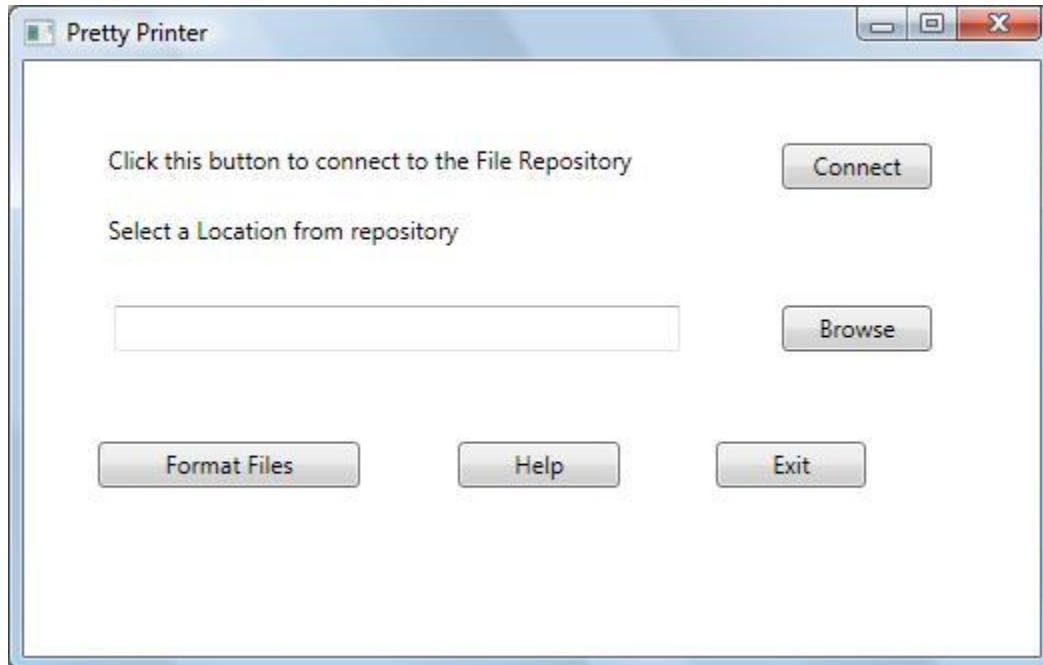 Pretty Printer
Click this button to connect to the File Repository
Connect
Select a Location from repository
Browse
Format Files
Help
Exit